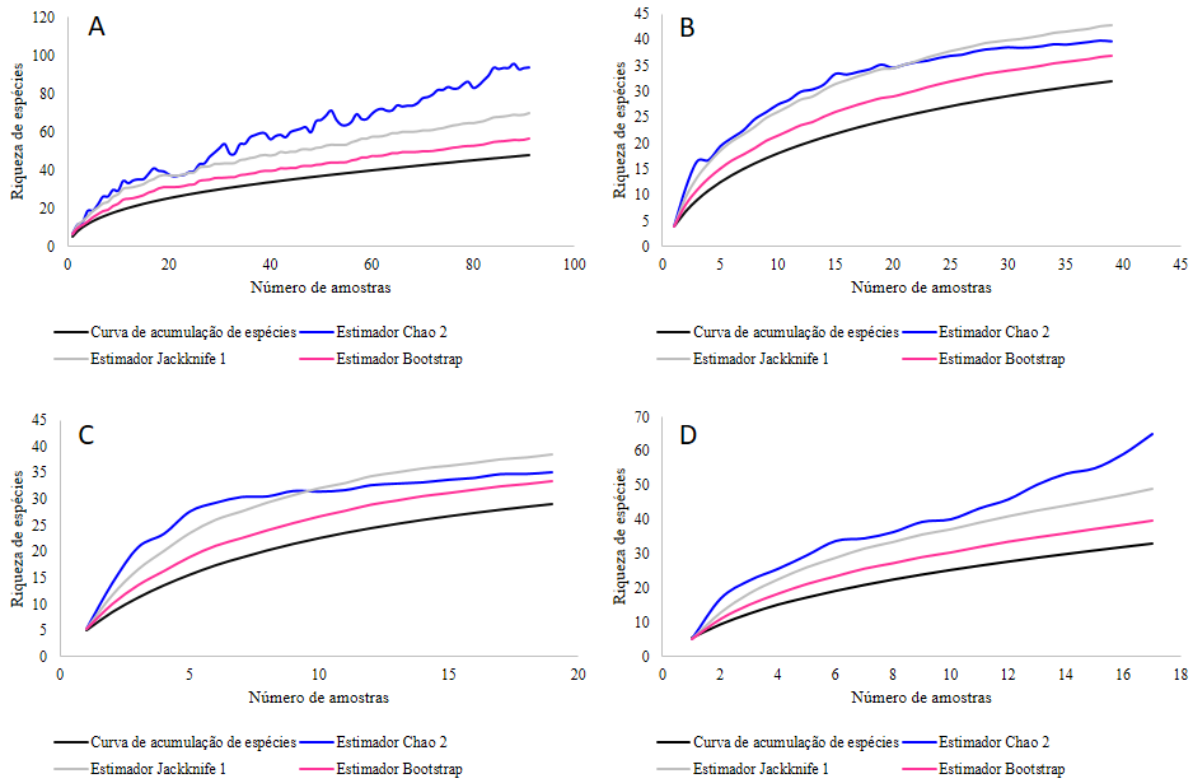 A
Riqueza de espécies
120
100
80
60
40
20
0
0 20 40 60 80 100
Número de amostras
Curva de acumulação de espécies Estimador Chao 2
Estimador Jackknife 1 Estimador Bootstrap
B
Riqueza de espécies
45
40
35
30
25
20
15
10
5
0
0 5 10 15 20 25 30 35 40 45
Número de amostras
Curva de acumulação de espécies Estimador Chao 2
Estimador Jackknife 1 Estimador Bootstrap
C
Riqueza de espécies
45
40
35
30
25
20
15
10
5
0
0 5 10 15 20
Número de amostras
Curva de acumulação de espécies Estimador Chao 2
Estimador Jackknife 1 Estimador Bootstrap
D
Riqueza de espécies
70
60
50
40
30
20
10
0
0 2 4 6 8 10 12 14 16 18
Número de amostras
Curva de acumulação de espécies Estimador Chao 2
Estimador Jackknife 1 Estimador Bootstrap